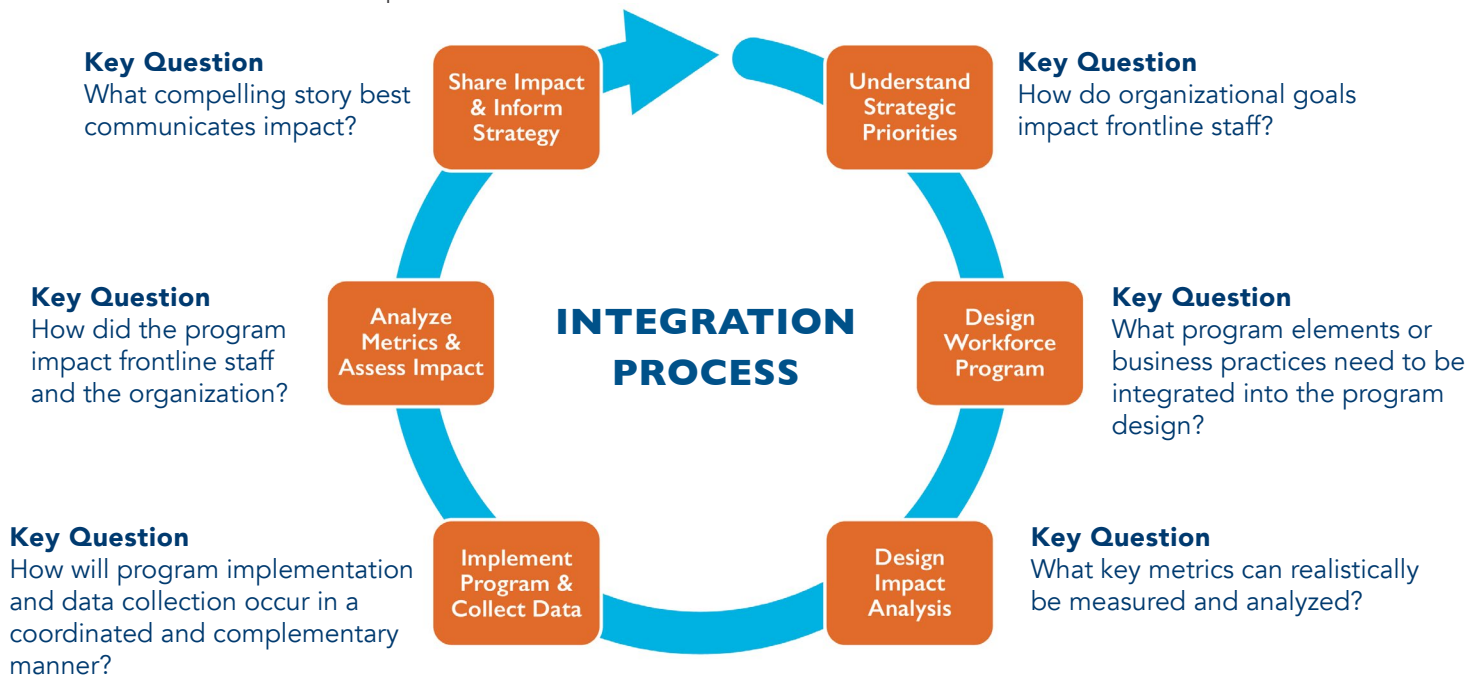 Key Question
What compelling story best
communicates impact?
Share Impact
& Inform
Strategy
Understand
Strategic
Priorities
Key Question
How do organizational goals
impact frontline staff?
Key Question
How did the program
impact frontline staff
and the organization?
Analyze
Metrics &
Assess Impact
INTEGRATION
PROCESS
Design
Workforce
Program
Key Question
What program elements or
business practices need to be
integrated into the program
design?
Key Question
How will program implementation
and data collection occur in a
coordinated and complementary
manner?
Implement
Program &
Collect Data
Design
Impact
Analysis
Key Question
What key metrics can realistically
be measured and analyzed?